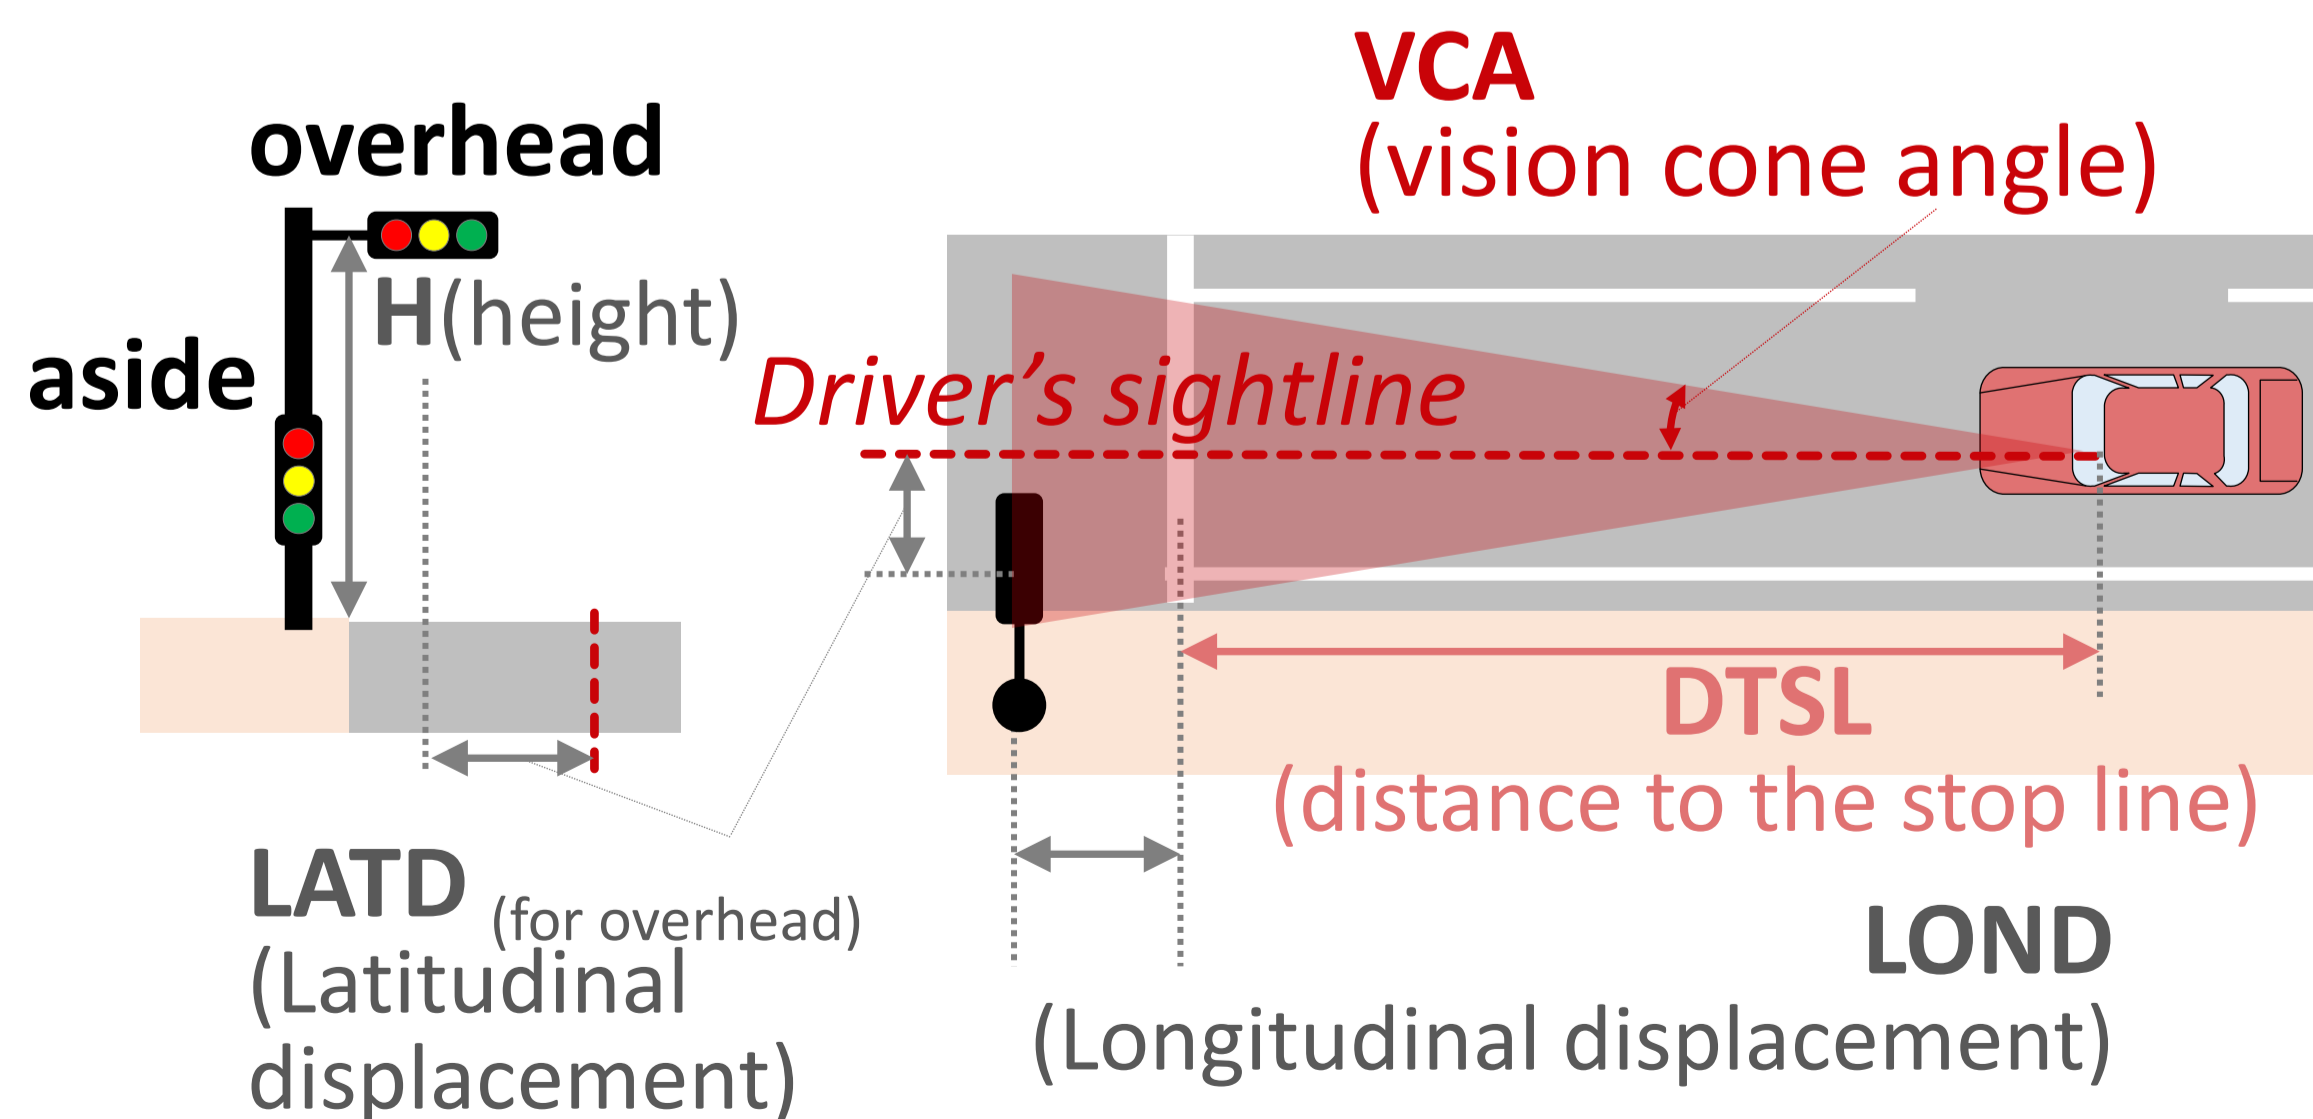 VCA
(vision cone angle)
overhead
H(height)
aside
Driver’s sightline
DTSL
(distance to the stop line)
LATD (for overhead)
(Latitudinal
displacement)
LOND
(Longitudinal displacement)